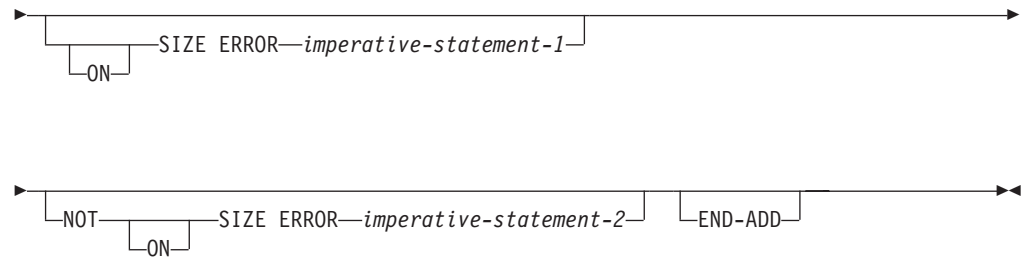 SIZE ERROR imperative-statement-1
ON
NOT SIZE ERROR imperative-statement-2 END-ADD
ON